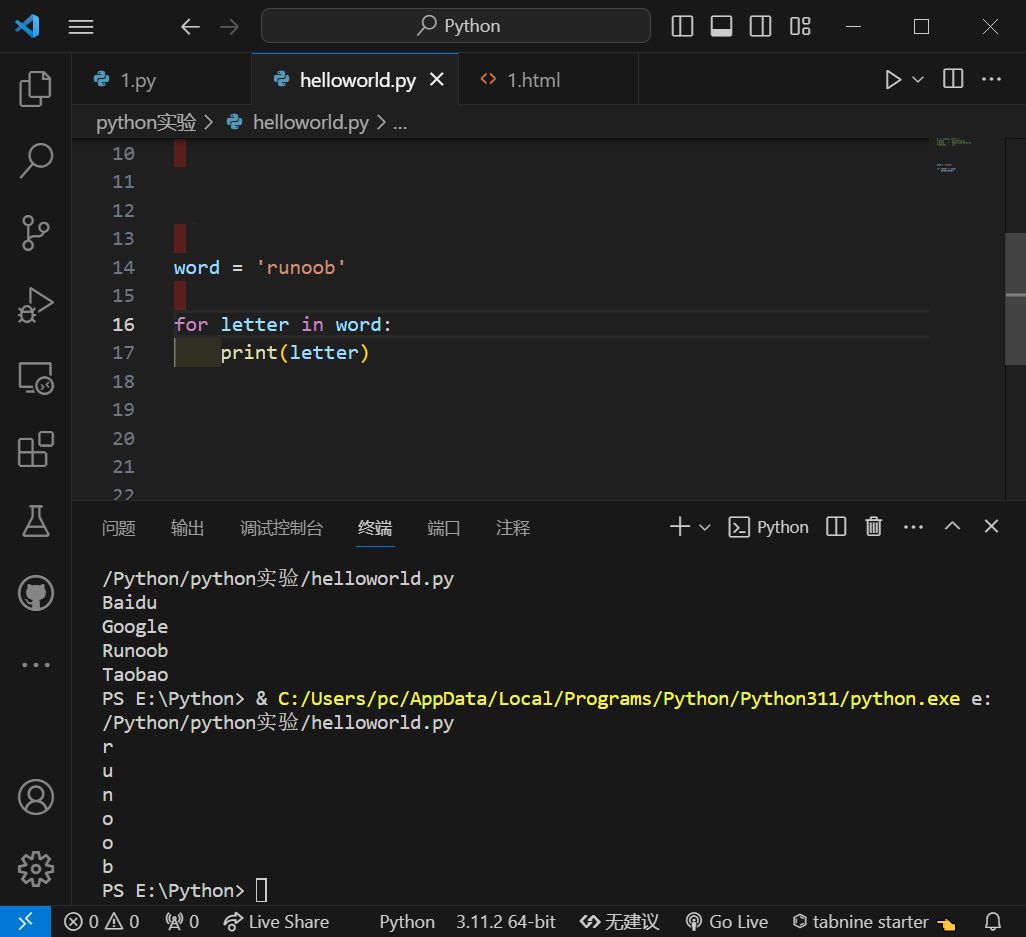 Python
1.py
helloworld.py
1.html
python实验 > helloworld.py > ...
10
11
12
13
14 word = 'runoob'
15
16 for letter in word:
17 print(letter)
18
19
20
21
22
问题 输出 调试控制台 终端 端口 注释
Python
/Python/python实验/helloworld.py
Baidu
Google
Runoob
Taobao
PS E:\Python> & C:/Users/pc/AppData/Local/Programs/Python/Python311/python.exe e:
/Python/python实验/helloworld.py
r
u
n
o
o
b
PS E:\Python>
0 0 0 Live Share Python 3.11.2 64-bit 无建议 Go Live tabnine starter